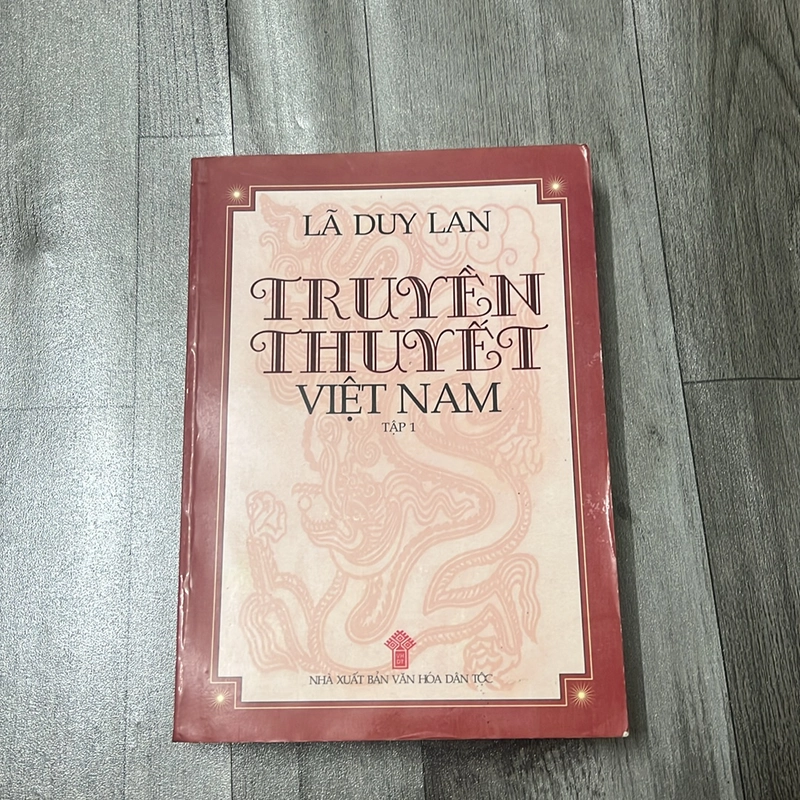 LÃ DUY LAN
TRUYỀN
THUYẾT
VIỆT NAM
TẬP 1
NHÀ XUẤT BẢN VĂN HÓA DÂN TỘC